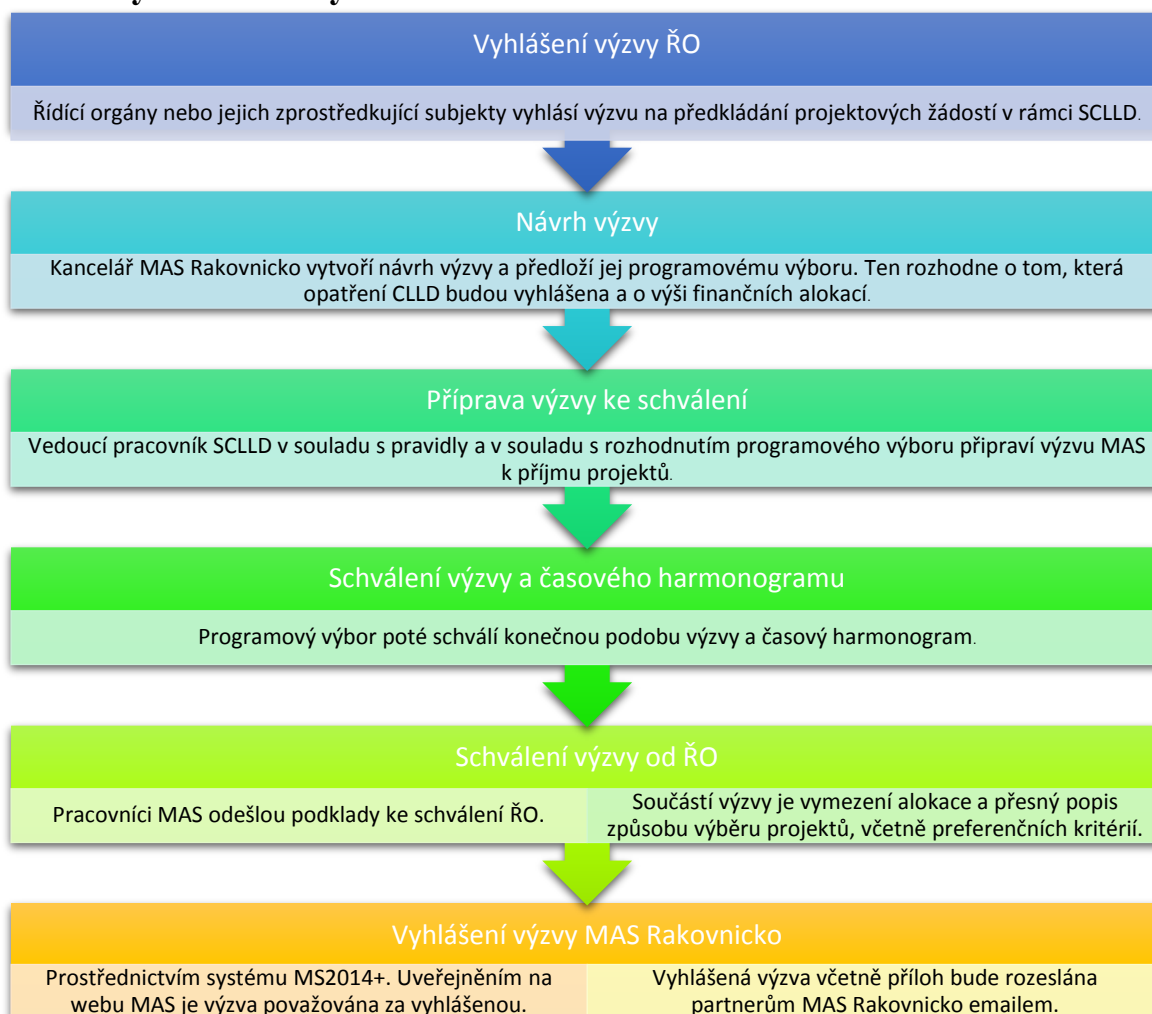 Vyhlášení výzvy ŘO
Řídící orgány nebo jejich zprostředkující subjekty vyhlásí výzvu na předkládání projektových žádostí v rámci SCLLD.
Návrh výzvy
Kancelář MAS Rakovnicko vytvoří návrh výzvy a předloží jej programovému výboru. Ten rozhodne o tom, která
opatření CLLD budou vyhlášena a o výši finančních alokací.
Příprava výzvy ke schválení
Vedoucí pracovník SCLLD v souladu s pravidly a v souladu s rozhodnutím programového výboru připraví výzvu MAS
k příjmu projektů.
Schválení výzvy a časového harmonogramu
Programový výbor poté schválí konečnou podobu výzvy a časový harmonogram.
Schválení výzvy od ŘO
Pracovníci MAS odešlou podklady ke schválení ŘO.
Součástí výzvy je vymezení alokace a přesný popis
způsobu výběru projektů, včetně preferenčních kritérií.
Vyhlášení výzvy MAS Rakovnicko
Prostřednictvím systému MS2014+. Uveřejněním na
webu MAS je výzva považována za vyhlášenou.
Vyhlášená výzva včetně příloh bude rozeslána
partnerům MAS Rakovnicko emailem.